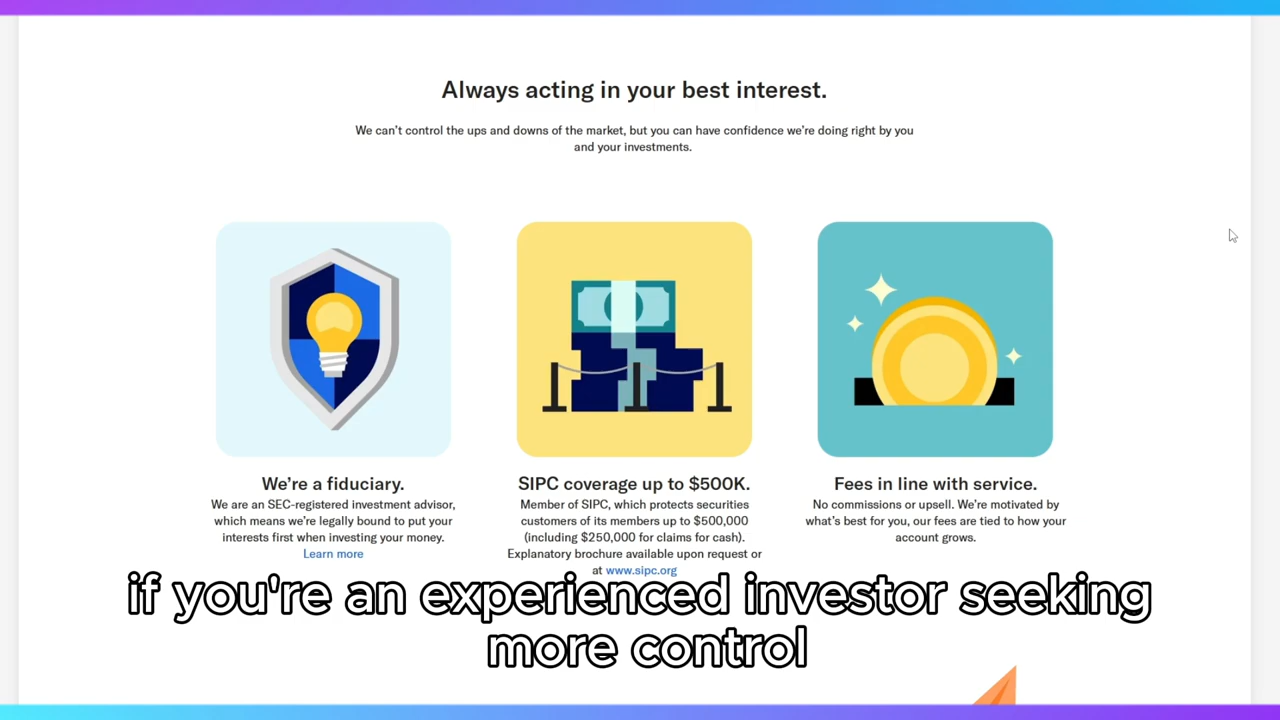 Always acting in your best interest.
We can't control the ups and downs of the market, but you can have confidence we're doing right by you
and your investments.
We're a fiduciary.
We are an SEC-registered investment advisor,
which means we're legally bound to put your
interests first when investing your money.
Learn more
SIPC coverage up to $500K.
Member of SIPC, which protects securities
customers of its members up to $500,000
(including $250,000 for claims for cash).
Explanatory brochure available upon request or
at www.sipc.org
Fees in line with service.
No commissions or upsell. We're motivated by
what's best for you, our fees are tied to how your
account grows.
if you're an experienced investor seeking
more control